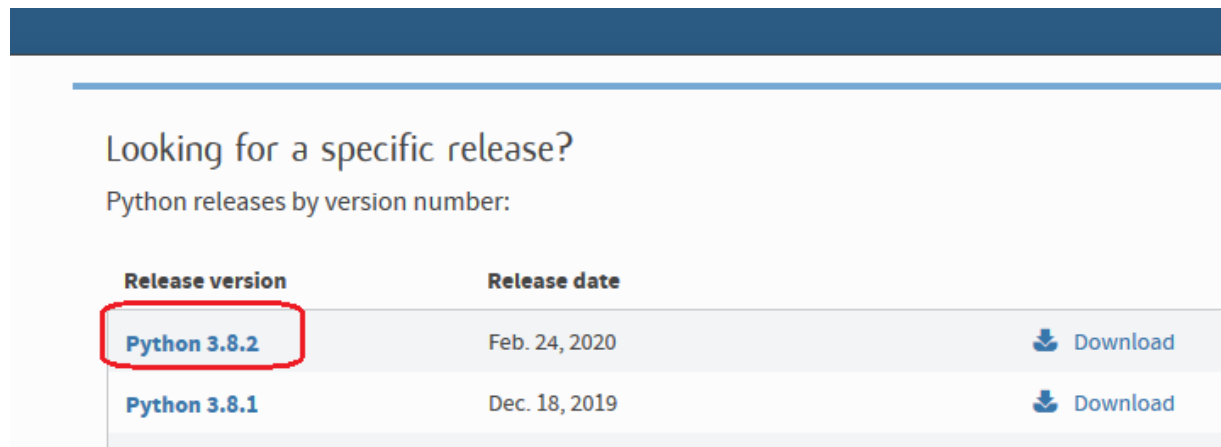 Looking for a specific release?
Python releases by version number:
Release version Release date
Python 3.8.2 Feb. 24, 2020 Download
Python 3.8.1 Dec. 18, 2019 Download